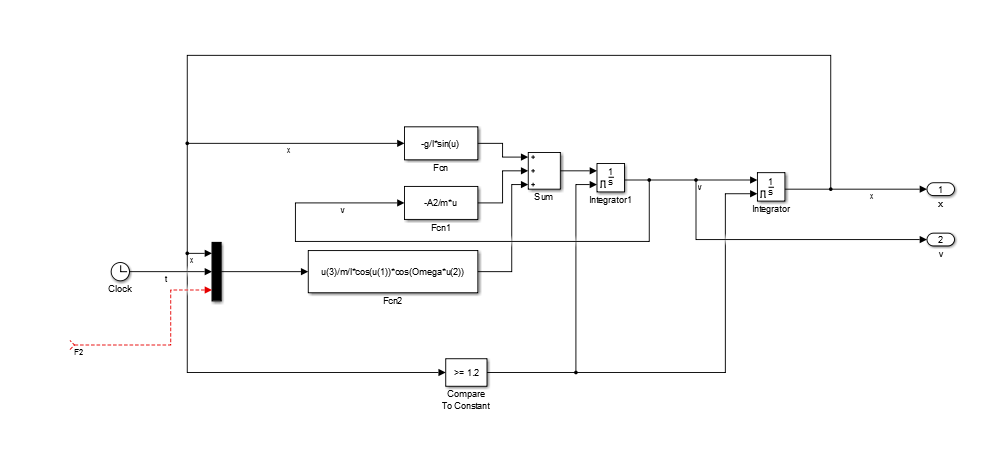 -g/l*sin(u)
Fcn
x
+
+
+
Sum
1
s
Integrator1
v
1
s
Integrator
1
x
x
-A2/m*u
Fcn1
v
2
v
x
u(3)/m/l*cos(u(1))*cos(Omega*u(2))
Fcn2
Clock
t
F2
>= 1.2
Compare
To Constant